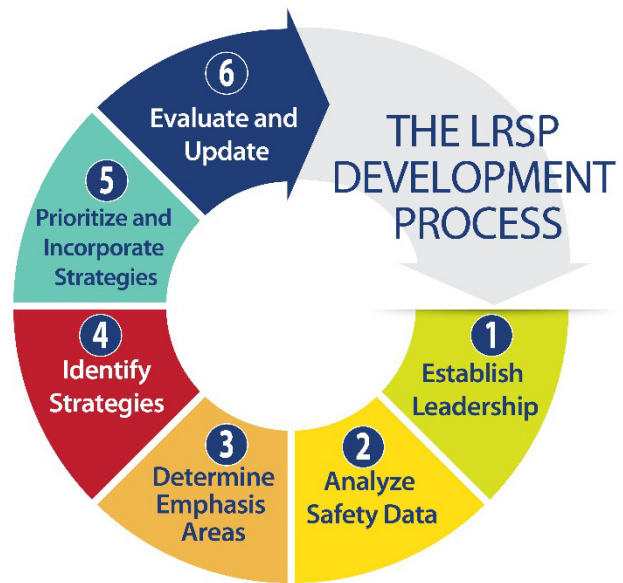 THE LRSP
DEVELOPMENT
PROCESS
1
Establish
Leadership
2
Analyze
Safety Data
3
Determine
Emphasis
Areas
4
Identify
Strategies
5
Prioritize and
Incorporate
Strategies
6
Evaluate and
Update